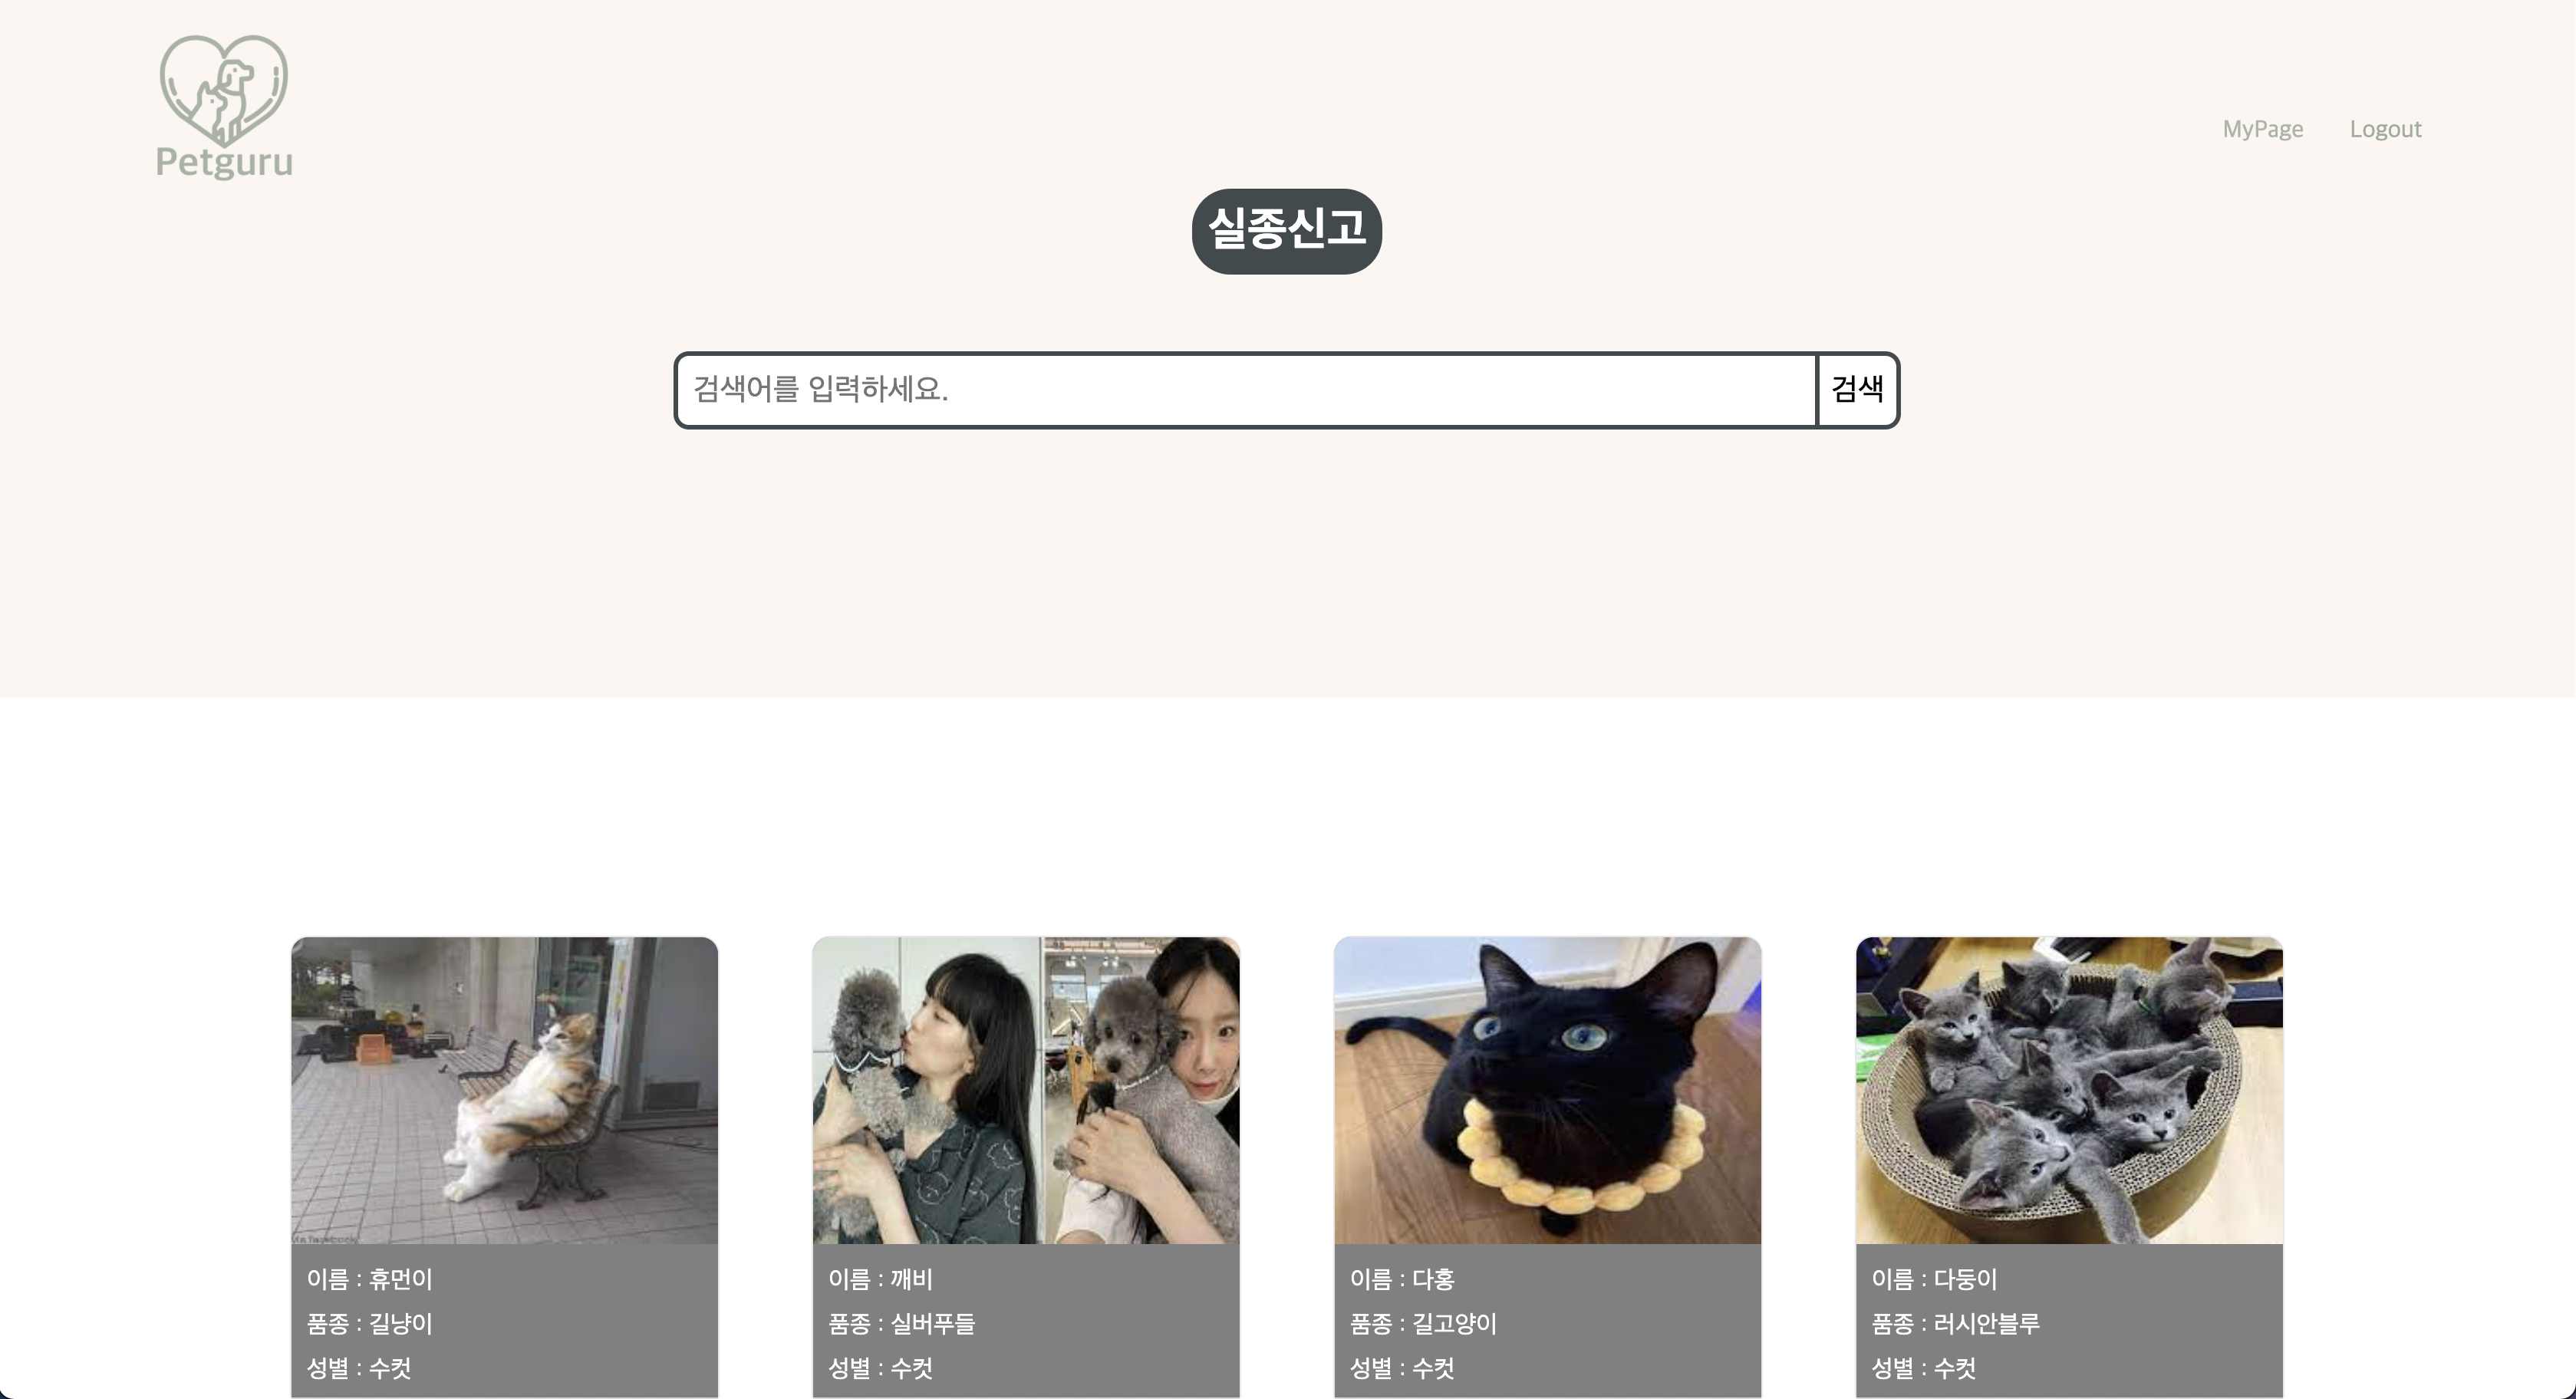 Petguru
MyPage
Logout
실종신고
검색어를 입력하세요.
검색
이름 : 휴먼이
품종 : 길냥이
성별 : 수컷
이름 : 깨비
품종 : 실버푸들
성별 : 수컷
이름 : 다홍
품종 : 길고양이
성별 : 수컷
이름 : 다둥이
품종 : 러시안블루
성별 : 수컷